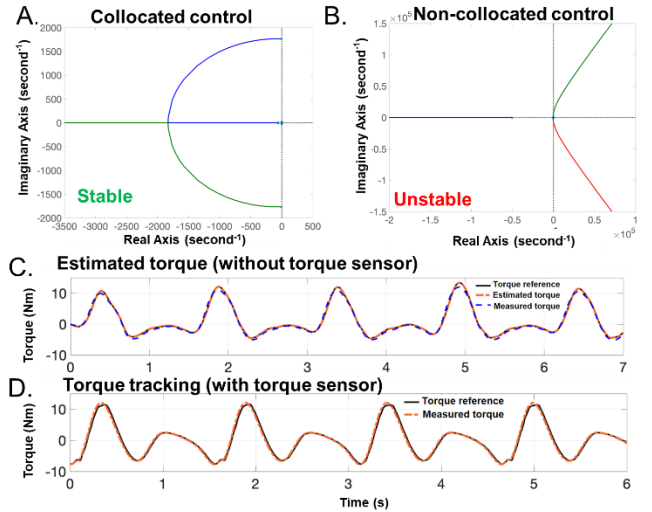 A. Collocated control
2000
1500
1000
500
0
-500
-1000
-1500
-2000
Imaginary Axis (second-1)
Stable
-3500 -3000 -2500 -2000 -1500 -1000 -500 0 500
Real Axis (second-1)
B. Non-collocated control
×10^5
1.5
1
0.5
0
-0.5
-1
-1.5
Imaginary Axis (second-1)
Unstable
-2 -1.5 -1 -0.5 0 0.5 1
Real Axis (second-1)
×10^5
C. Estimated torque (without torque sensor)
Torque (Nm)
10
0
-10
Torque reference
Estimated torque
Measured torque
0 1 2 3 4 5 6 7
D. Torque tracking (with torque sensor)
Torque (Nm)
10
0
-10
Torque reference
Measured torque
0 1 2 3 4 5 6
Time (s)